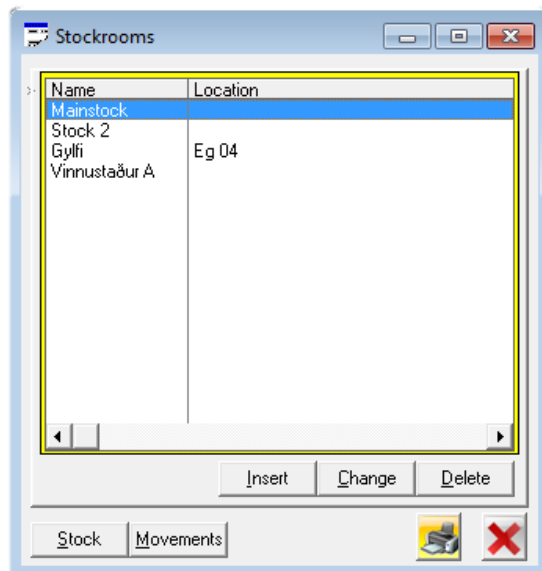 Stockrooms
Name Location
Mainstock
Stock 2
Gylfi Eg 04
Vinnustaður A
Insert Change Delete
Stock Movements